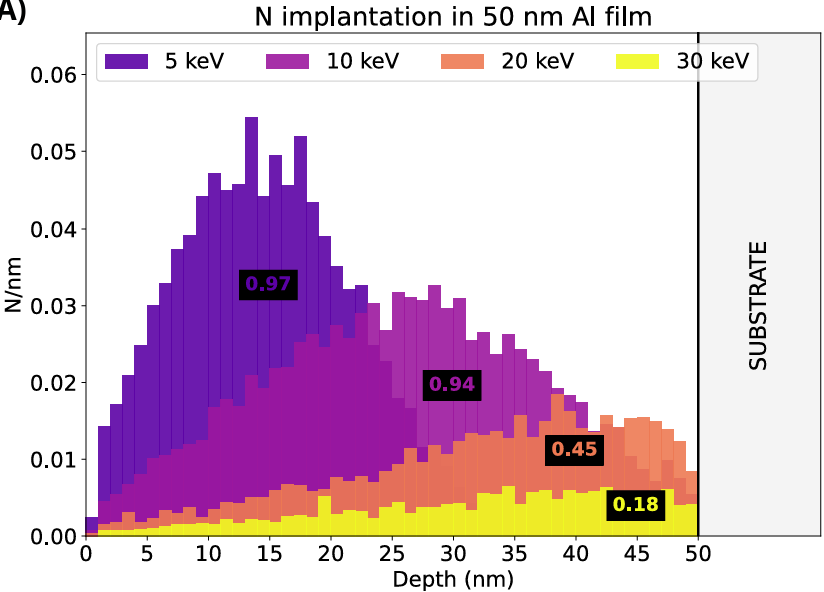 A)
N implantation in 50 nm Al film
5 keV 10 keV 20 keV 30 keV
0.06
0.05
0.04
0.03
0.02
0.01
0.00
N/nm
0.97
0.94
0.45
0.18
SUBSTRATE
0 5 10 15 20 25 30 35 40 45 50
Depth (nm)